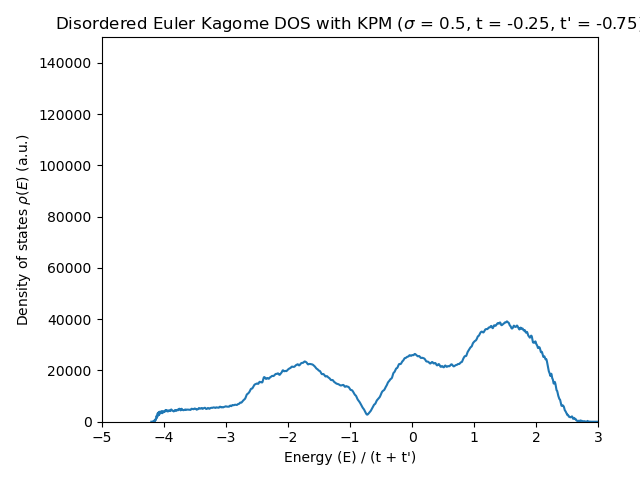 Disordered Euler Kagome DOS with KPM (σ = 0.5, t = -0.25, t' = -0.75)
140000
120000
100000
80000
60000
40000
20000
0
Density of states ρ(E) (a.u.)
−5 −4 −3 −2 −1 0 1 2 3
Energy (E) / (t + t')